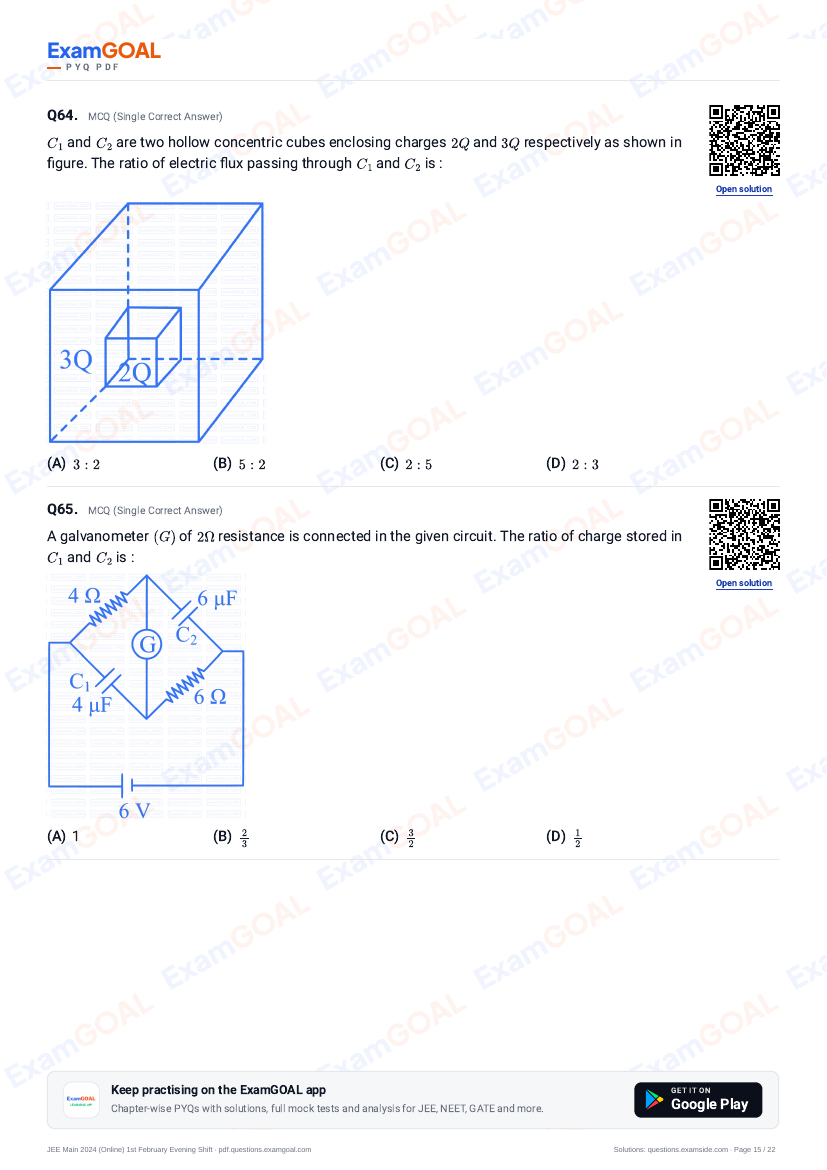 ExamGOAL
PYQ PDF
Q64. MCQ (Single Correct Answer)
C₁ and C₂ are two hollow concentric cubes enclosing charges 2Q and 3Q respectively as shown in
figure. The ratio of electric flux passing through C₁ and C₂ is :
Open solution
3Q
2Q
(A) 3 : 2 (B) 5 : 2 (C) 2 : 5 (D) 2 : 3
Q65. MCQ (Single Correct Answer)
A galvanometer (G) of 2Ω resistance is connected in the given circuit. The ratio of charge stored in
C₁ and C₂ is :
Open solution
4 Ω 6 μF
G C₂
C₁ 6 Ω
4 μF
6 V
(A) 1 (B) 2/3 (C) 3/2 (D) 1/2
Keep practising on the ExamGOAL app
Chapter-wise PYQs with solutions, full mock tests and analysis for JEE, NEET, GATE and more.
GET IT ON
Google Play
JEE Main 2024 (Online) 1st February Evening Shift · pdf.questions.examgoal.com Solutions: questions.examside.com · Page 15 / 22